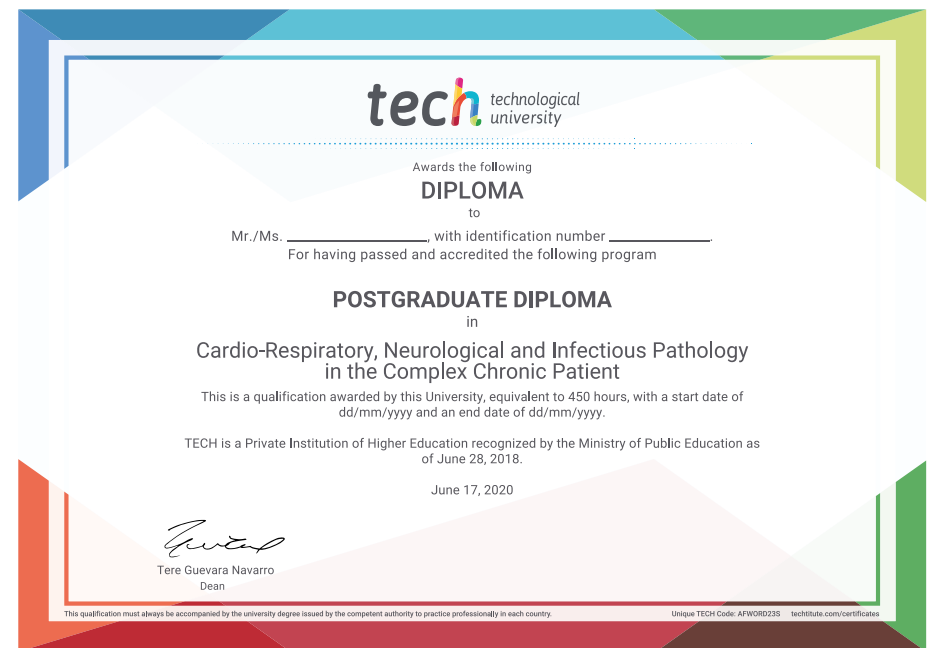 tech technological
university
Awards the following
DIPLOMA
to
Mr./Ms. ____________________, with identification number ______________.
For having passed and accredited the following program
POSTGRADUATE DIPLOMA
in
Cardio-Respiratory, Neurological and Infectious Pathology
in the Complex Chronic Patient
This is a qualification awarded by this University, equivalent to 450 hours, with a start date of
dd/mm/yyyy and an end date of dd/mm/yyyy.
TECH is a Private Institution of Higher Education recognized by the Ministry of Public Education as
of June 28, 2018.
June 17, 2020
Tere Guevara Navarro
Dean
This qualification must always be accompanied by the university degree issued by the competent authority to practice professionally in each country.
Unique TECH Code: AFWORD23S techtitute.com/certificates